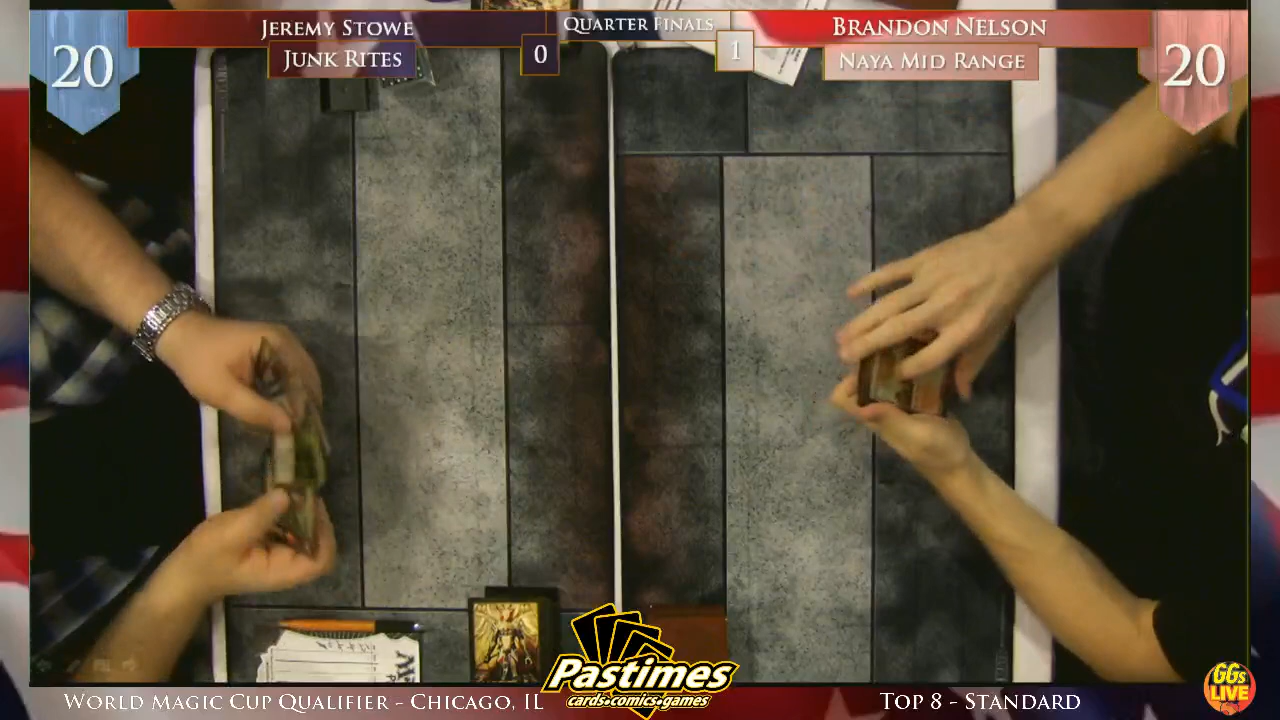 JEREMY STOWE
QUARTER FINALS
BRANDON NELSON
20
JUNK RITES
0
1
NAYA MID RANGE
20
Pastimes
cards•comics•games
GGs
LIVE
WORLD MAGIC CUP QUALIFIER - CHICAGO, IL
TOP 8 - STANDARD